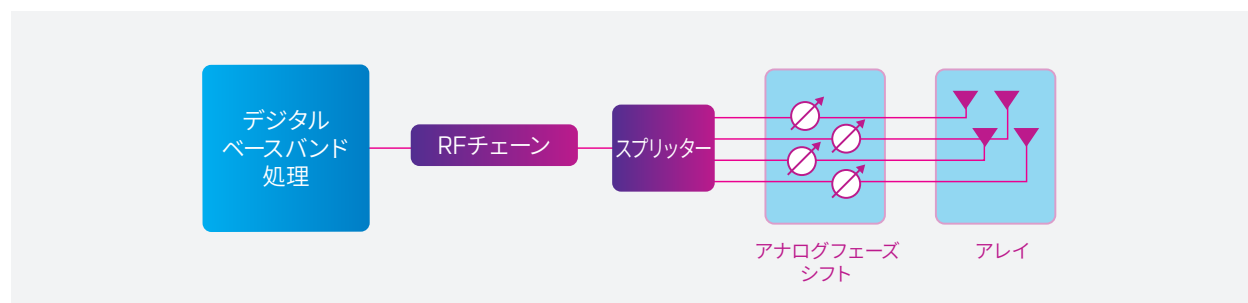 デジタル
ベースバンド
処理
RFチェーン
スプリッター
アナログフェーズ
シフト
アレイ